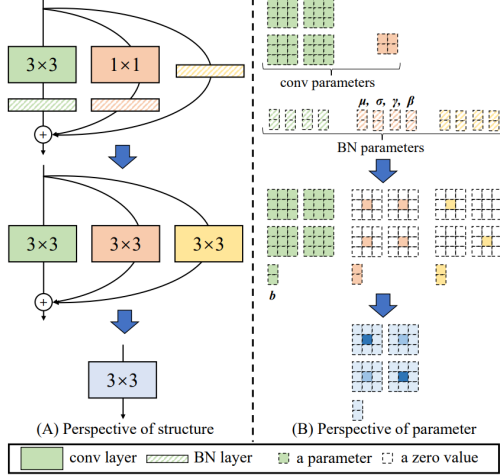 3×3
1×1
conv parameters
μ, σ, γ, β
BN parameters
3×3
3×3
3×3
b
3×3
(A) Perspective of structure
(B) Perspective of parameter
conv layer
BN layer
a parameter
a zero value